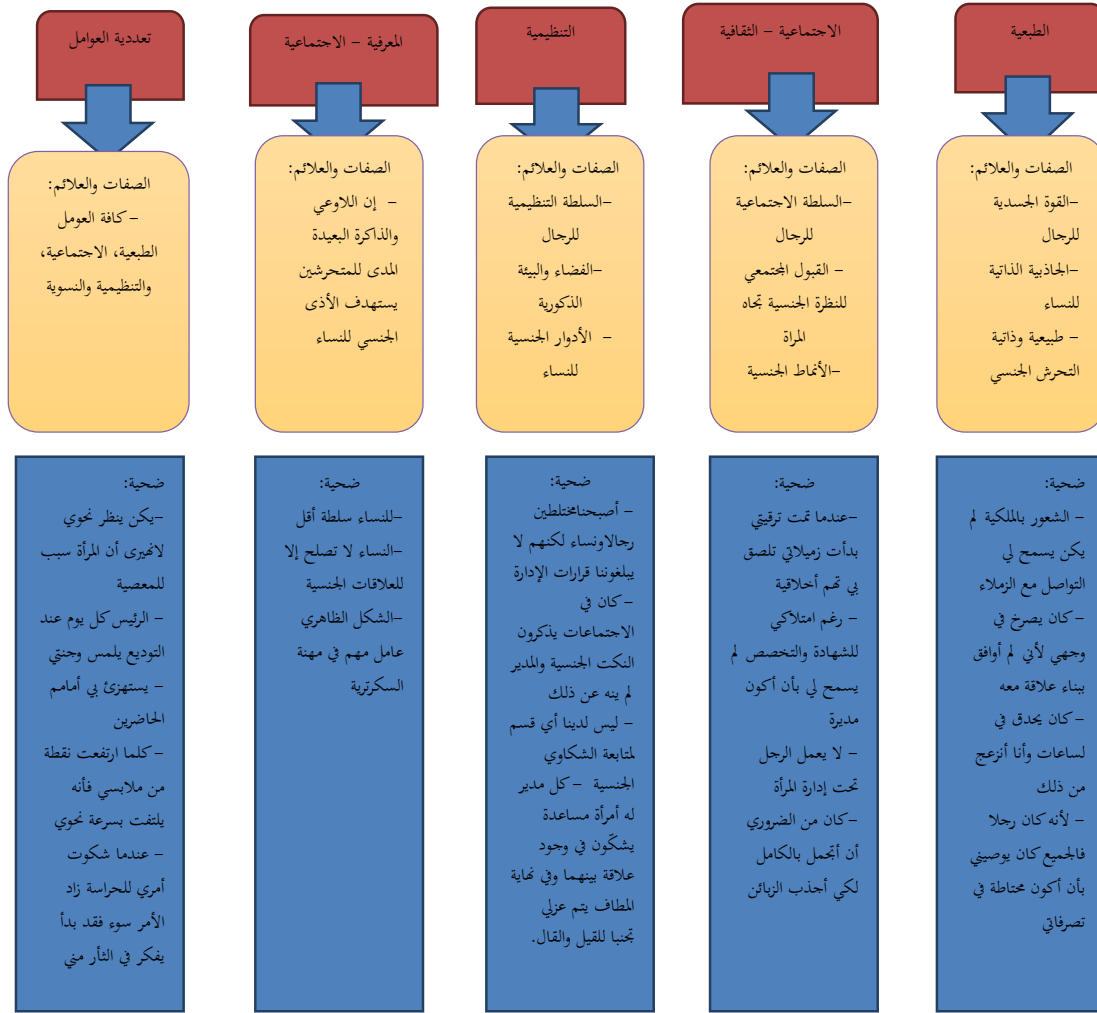 الطبعية
الاجتماعية – الثقافية
التنظيمية
المعرفية – الاجتماعية
تعددية العوامل
الصفات والعلائم:
–القوة الجسدية
للرجال
–الجاذبية الذاتية
للنساء
– طبيعية وذاتية
التحرش الجنسي
الصفات والعلائم:
–السلطة الاجتماعية
للرجال
– القبول المجتمعي
للنظرة الجنسية تجاه
المراة
–الأنماط الجنسية
الصفات والعلائم:
–السلطة التنظيمية
للرجال
–الفضاء والبيئة
الذكورية
– الأدوار الجنسية
للنساء
الصفات والعلائم:
– إن اللاوعي
والذاكرة البعيدة
المدى للمتحرشين
يستهدف الأذى
الجنسي للنساء
الصفات والعلائم:
–كافة العومل
الطبعية، الاجتماعية،
والتنظيمية والنسوية
ضحية:
– الشعور بالملكية لم
يكن يسمح لي
التواصل مع الزملاء
–كان يصرخ في
وجهي لأني لم أوافق
ببناء علاقة معه
–كان يحدق في
لساعات وأنا أنزعج
من ذلك
– لأنه كان رجلا
فالجميع كان يوصيني
بأن أكون محتاطة في
تصرفاتي
ضحية:
–عندما تمت ترقيتي
بدأت زميلاتي تلصق
بي تهم أخلاقية
– رغم امتلاكي
للشهادة والتخصص لم
يسمح لي بأن أكون
مديرة
– لا يعمل الرجل
تحت إدارة المرأة
–كان من الضروري
أن أتجمل بالكامل
لكي أجذب الزبائن
ضحية:
– أصبحنامختلطين
رجالاونساء لكنهم لا
يبلغوننا قرارات الإدارة
–كان في
الاجتماعات يذكرون
النكت الجنسية والمدير
لم ينه عن ذلك
– ليس لدينا أي قسم
لمتابعة الشكاوي
الجنسية –كل مدير
له أمرأة مساعدة
يشكّون في وجود
علاقة بينهما وفي نهاية
المطاف يتم عزلي
تجنبا للقيل والقال.
ضحية:
–للنساء سلطة أقل
–النساء لا تصلح إلا
للعلاقات الجنسية
–الشكل الظاهري
عامل مهم في مهنة
السكرترية
ضحية:
–يكن ينظر نحوي
لانهيرى أن المرأة سبب
للمعصية
– الرئيس كل يوم عند
التوديع يلمس وجنتي
– يستهزئ بي أمامم
الحاضرين
–كلما ارتفعت نقطة
من ملابسي فأنه
يلتفت بسرعة نحوي
– عندما شكوت
أمري للحراسة زاد
الأمر سوء فقد بدأ
يفكر في الثأر مني